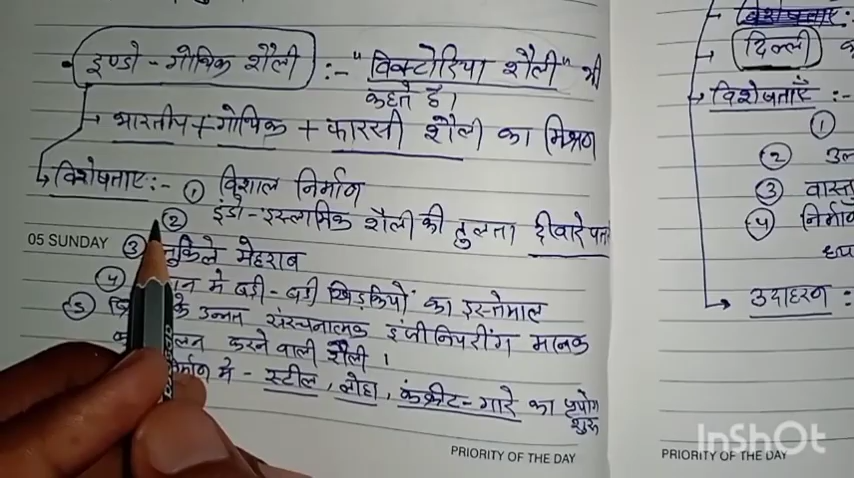 इण्डो - गोथिक शैली :- "विक्टोरिया शैली" भी
कहते है।
→ भारतीय + गोथिक + फारसी शैली का मिश्रण
विशेषताए:- ① विशाल निर्माण
② इंडो-इस्लामिक शैली की तुलना दीवारे
05 SUNDAY
③ नुकिले मेहराब
④ मे बड़ी - बड़ी खिड़कियों का इस्तेमाल
⑤ के उन्नत संरचनात्मक इंजीनियरींग मानक
करने वाली शैली।
मे - स्टील, लोहा, कंक्रीट-गारे का प्रयोग
शुरू
PRIORITY OF THE DAY
→ (दिल्ली)
→ विशेषताएँ :-
①
②
③ वास्तु
④
→ उदाहरण :
PRIORITY OF THE DAY
InShOt